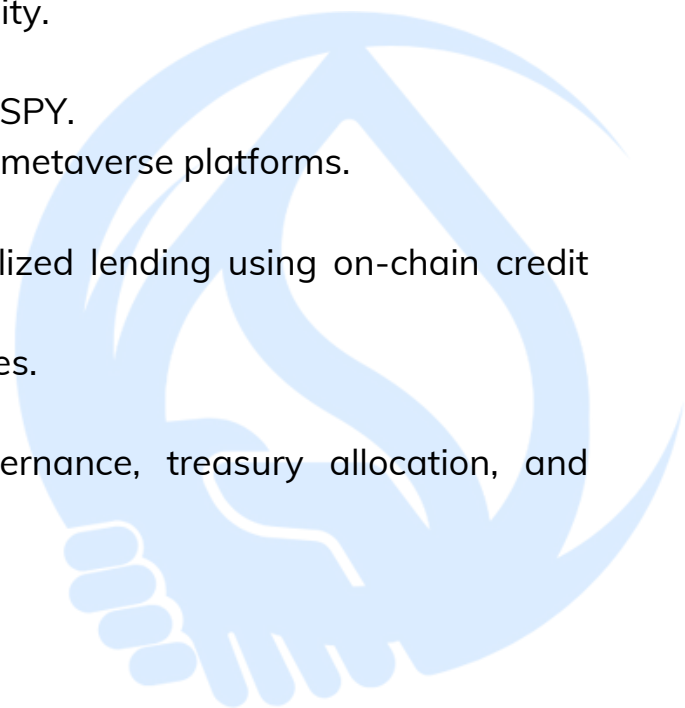 ity.
SPY.
metaverse platforms.
lized lending using on-chain credit
es.
ernance, treasury allocation, and